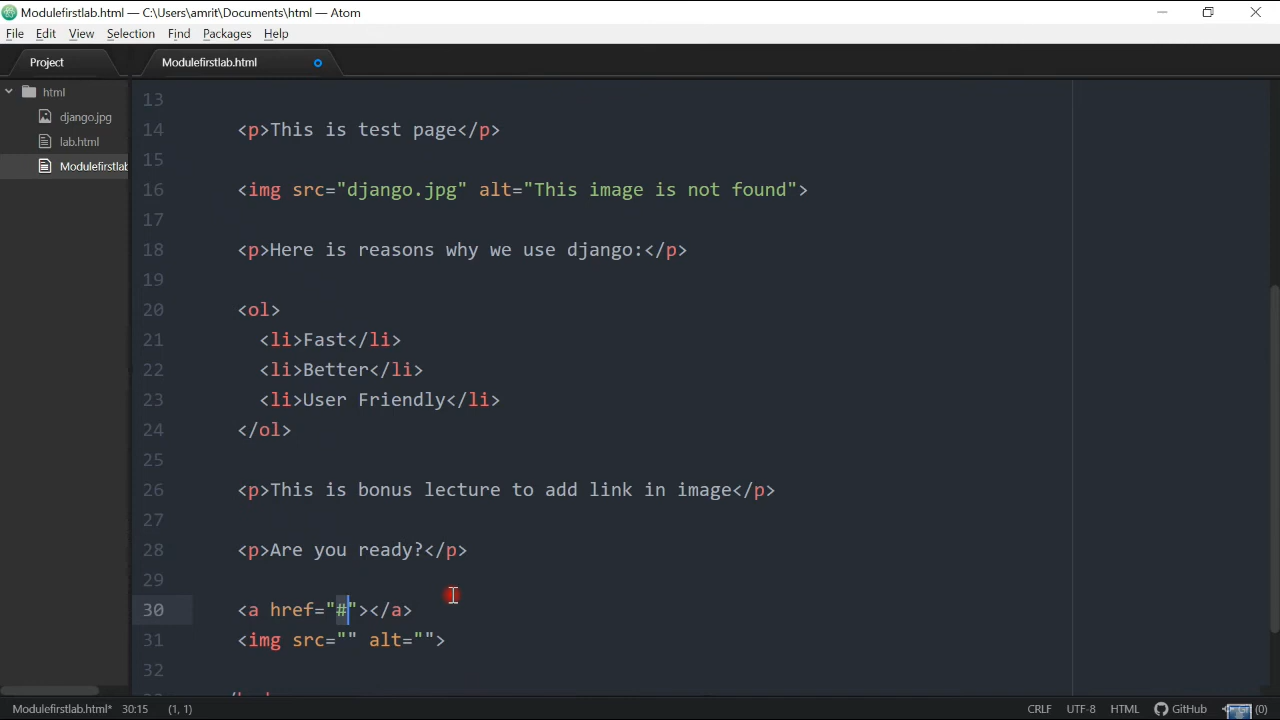 Modulefirstlab.html — C:\Users\amrit\Documents\html — Atom
File Edit View Selection Find Packages Help
Project Modulefirstlab.html
html
django.jpg
lab.html
Modulefirstlab
13
14 <p>This is test page</p>
15
16 <img src="django.jpg" alt="This image is not found">
17
18 <p>Here is reasons why we use django:</p>
19
20 <ol>
21 <li>Fast</li>
22 <li>Better</li>
23 <li>User Friendly</li>
24 </ol>
25
26 <p>This is bonus lecture to add link in image</p>
27
28 <p>Are you ready?</p>
29
30 <a href="#"></a>
31 <img src="" alt="">
32
Modulefirstlab.html* 30:15 (1, 1) CRLF UTF-8 HTML GitHub (0)